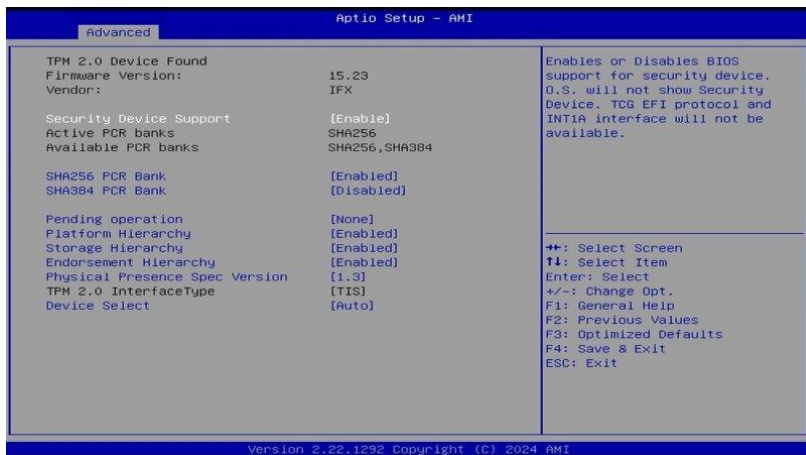 Aptio Setup - AMI
Advanced
TPM 2.0 Device Found
Firmware Version: 15.23
Vendor: IFX
Security Device Support [Enable]
Active PCR banks SHA256
Available PCR banks SHA256,SHA384
SHA256 PCR Bank [Enabled]
SHA384 PCR Bank [Disabled]
Pending operation [None]
Platform Hierarchy [Enabled]
Storage Hierarchy [Enabled]
Endorsement Hierarchy [Enabled]
Physical Presence Spec Version [1.3]
TPM 2.0 InterfaceType [TIS]
Device Select [Auto]
Enables or Disables BIOS
support for security device.
O.S. will not show Security
Device. TCG EFI protocol and
INT1A interface will not be
available.
→←: Select Screen
↑↓: Select Item
Enter: Select
+/-: Change Opt.
F1: General Help
F2: Previous Values
F3: Optimized Defaults
F4: Save & Exit
ESC: Exit
Version 2.22.1292 Copyright (C) 2024 AMI